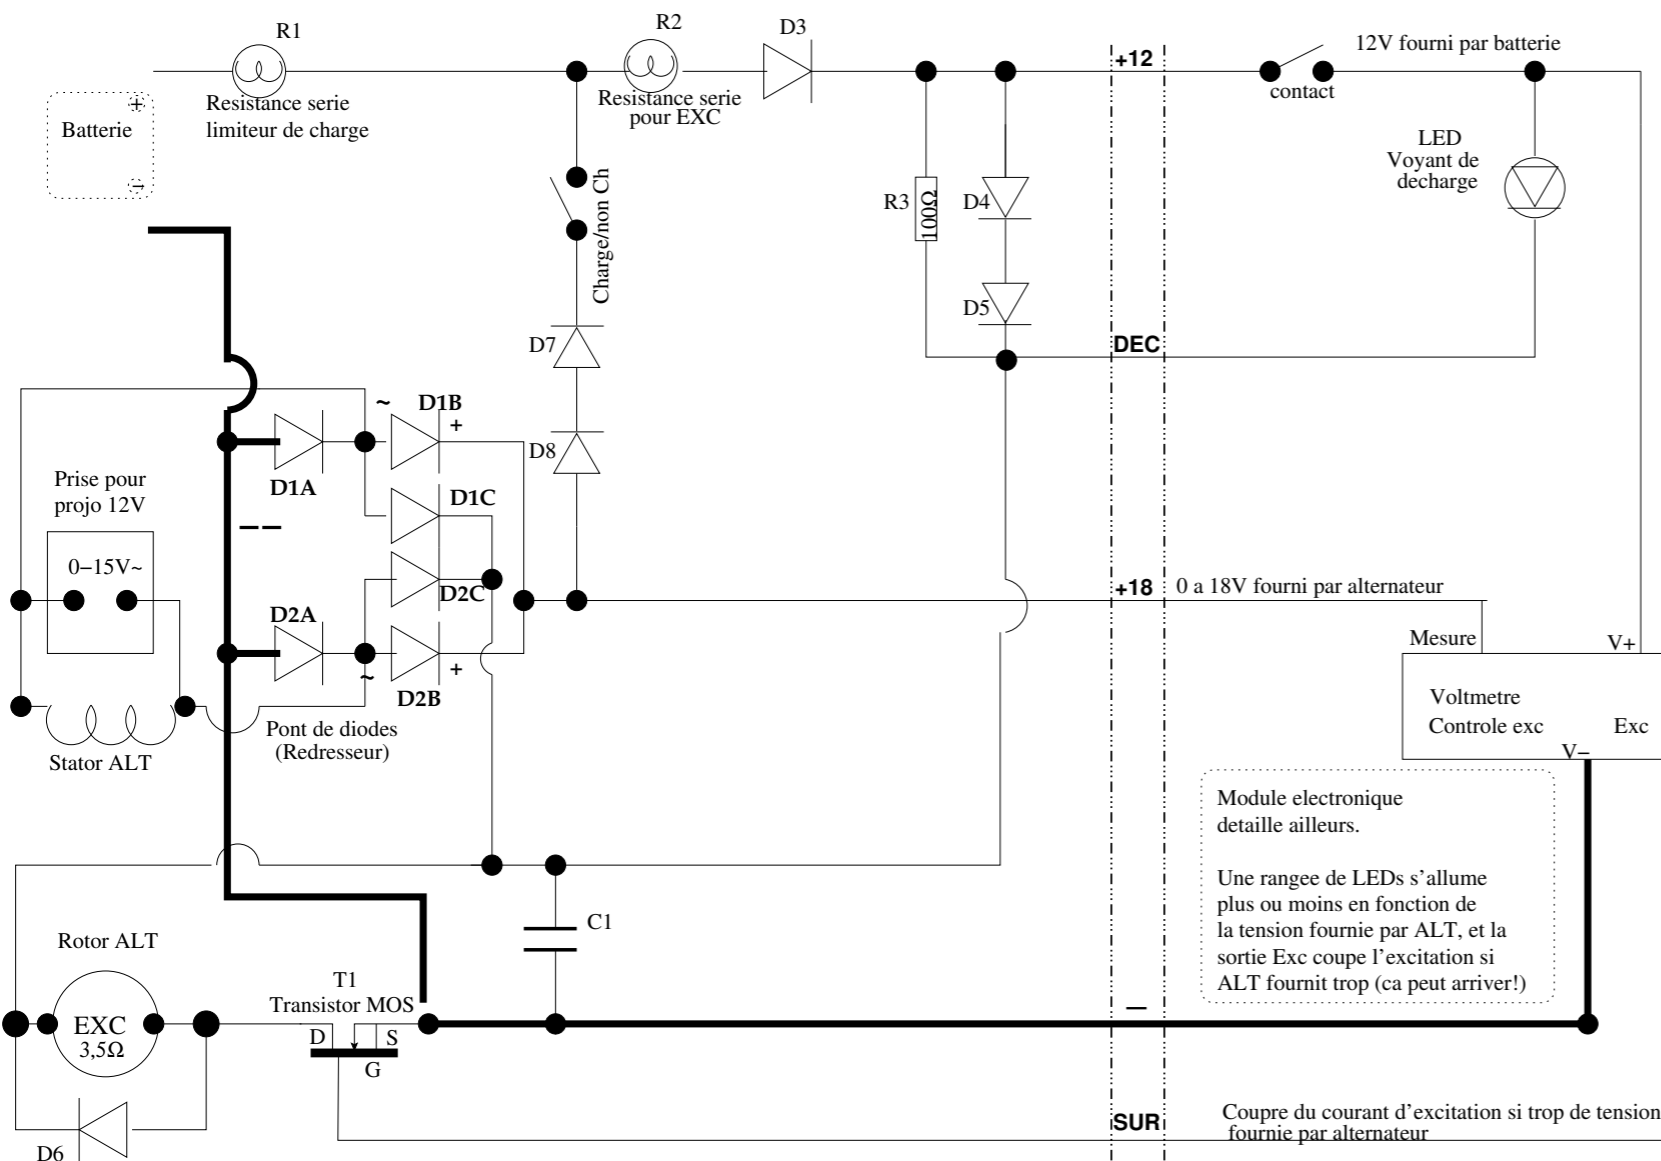 R1
R2
D3
+12
12V fourni par batterie
contact
+
Batterie
−
Resistance serie
limiteur de charge
Resistance serie
pour EXC
LED
Voyant de
decharge
Charge/non Ch
R3
100Ω
D4
D5
DEC
D7
D8
~
D1B
+
D1A
D1C
D2C
D2A
~
+
D2B
Prise pour
projo 12V
0−15V~
−−
+18
0 a 18V fourni par alternateur
Mesure
V+
Voltmetre
Controle exc
Exc
V−
Pont de diodes
(Redresseur)
Stator ALT
Module electronique
detaille ailleurs.
Une rangee de LEDs s'allume
plus ou moins en fonction de
la tension fournie par ALT, et la
sortie Exc coupe l'excitation si
ALT fournit trop (ca peut arriver!)
C1
Rotor ALT
T1
Transistor MOS
EXC
3,5Ω
D
S
G
−
D6
SUR
Coupre du courant d'excitation si trop de tension
fournie par alternateur